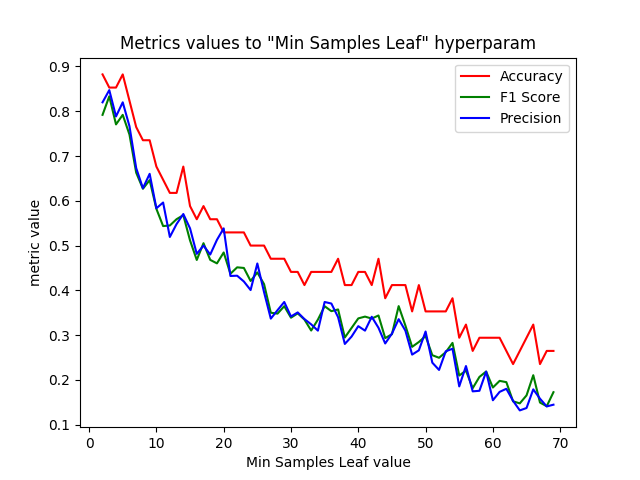 Metrics values to "Min Samples Leaf" hyperparam
Accuracy
F1 Score
Precision
metric value
0.9
0.8
0.7
0.6
0.5
0.4
0.3
0.2
0.1
0 10 20 30 40 50 60 70
Min Samples Leaf value